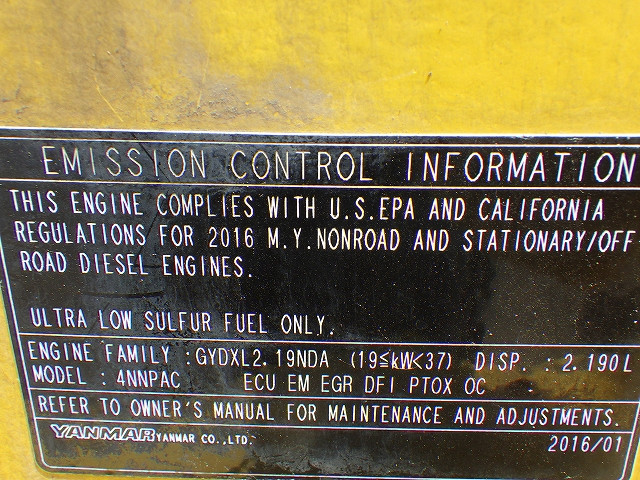 EMISSION CONTROL INFORMATION
THIS ENGINE COMPLIES WITH U.S.EPA AND CALIFORNIA
REGULATIONS FOR 2016 M.Y.NONROAD AND STATIONARY/OFF
ROAD DIESEL ENGINES.
ULTRA LOW SULFUR FUEL ONLY.
ENGINE FAMILY :GYDXL2.19NDA (19≦kW<37) DISP. : 2.190L
MODEL : 4NNPAC ECU EM EGR DFI PTOX OC
REFER TO OWNER'S MANUAL FOR MAINTENANCE AND ADJUSTMENTS.
YANMAR YANMAR CO.,LTD.
2016/01